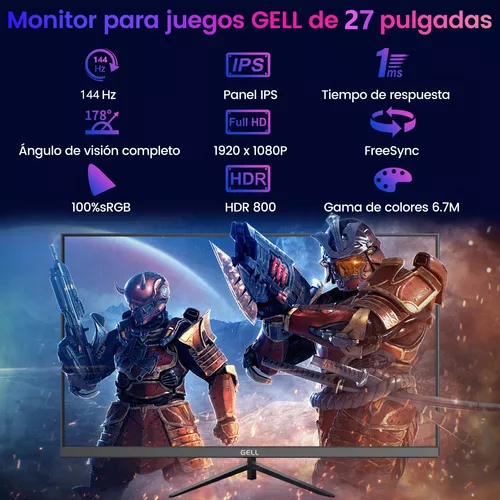 Monitor para juegos GELL de 27 pulgadas
144
Hz
IPS
1ms
144 Hz
Panel IPS
Tiempo de respuesta
178°
Full HD
Ángulo de visión completo
1920 x 1080P
FreeSync
HDR
100%sRGB
HDR 800
Gama de colores 6.7M
GELL